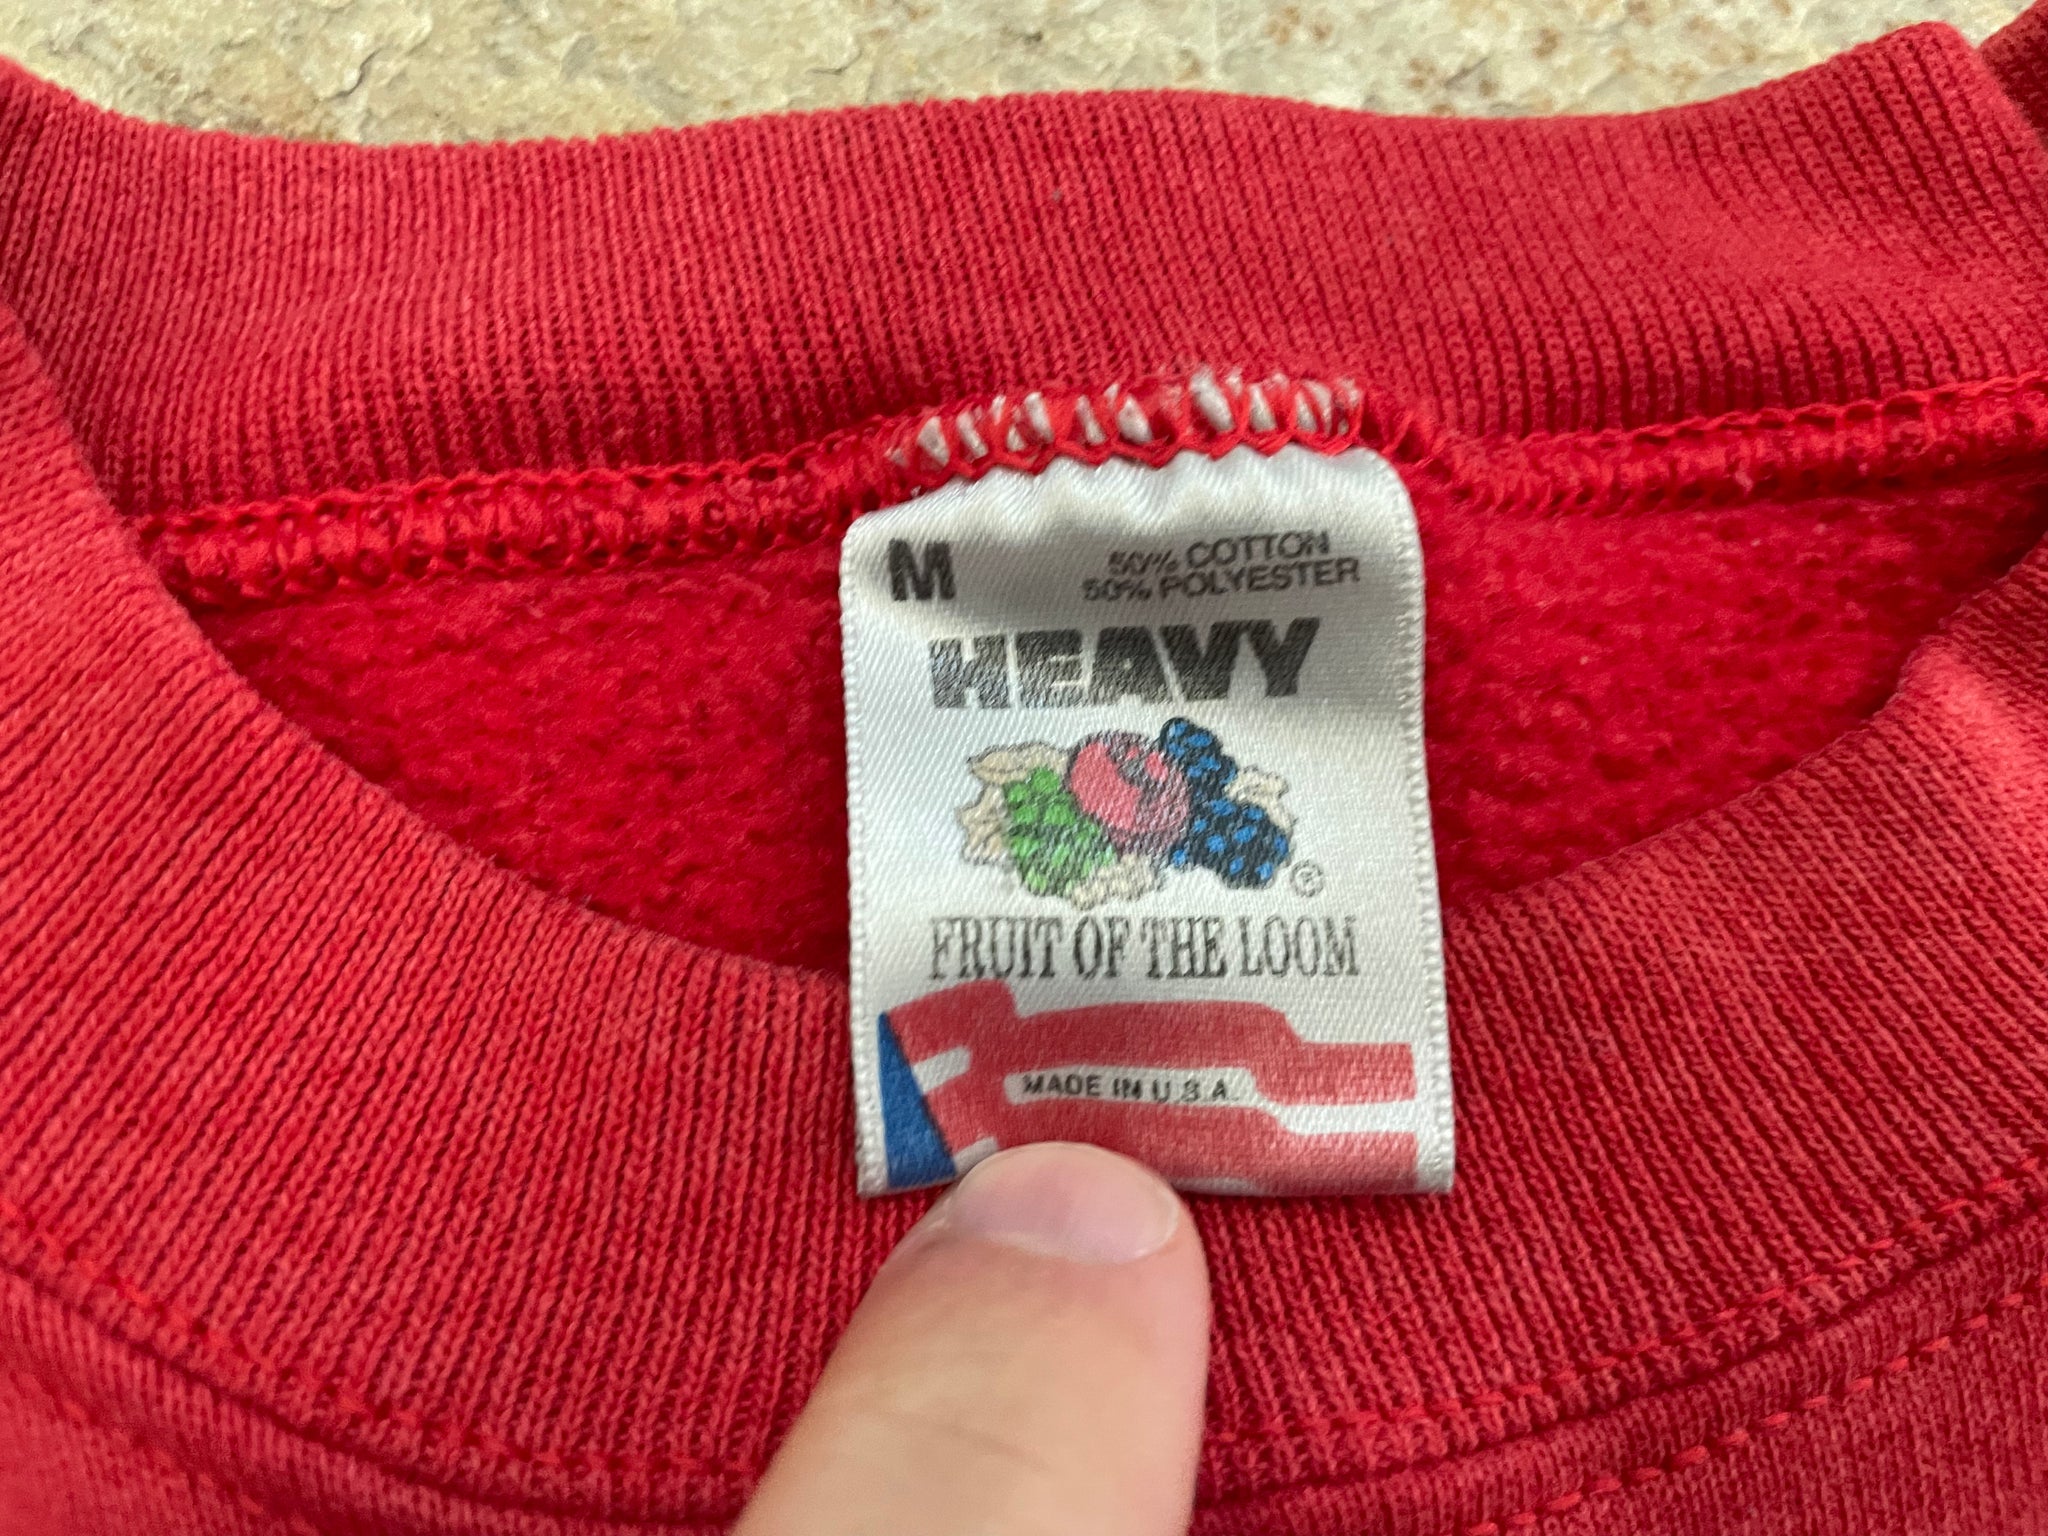 M
50% COTTON
50% POLYESTER
HEAVY
®
FRUIT OF THE LOOM
MADE IN U.S.A.